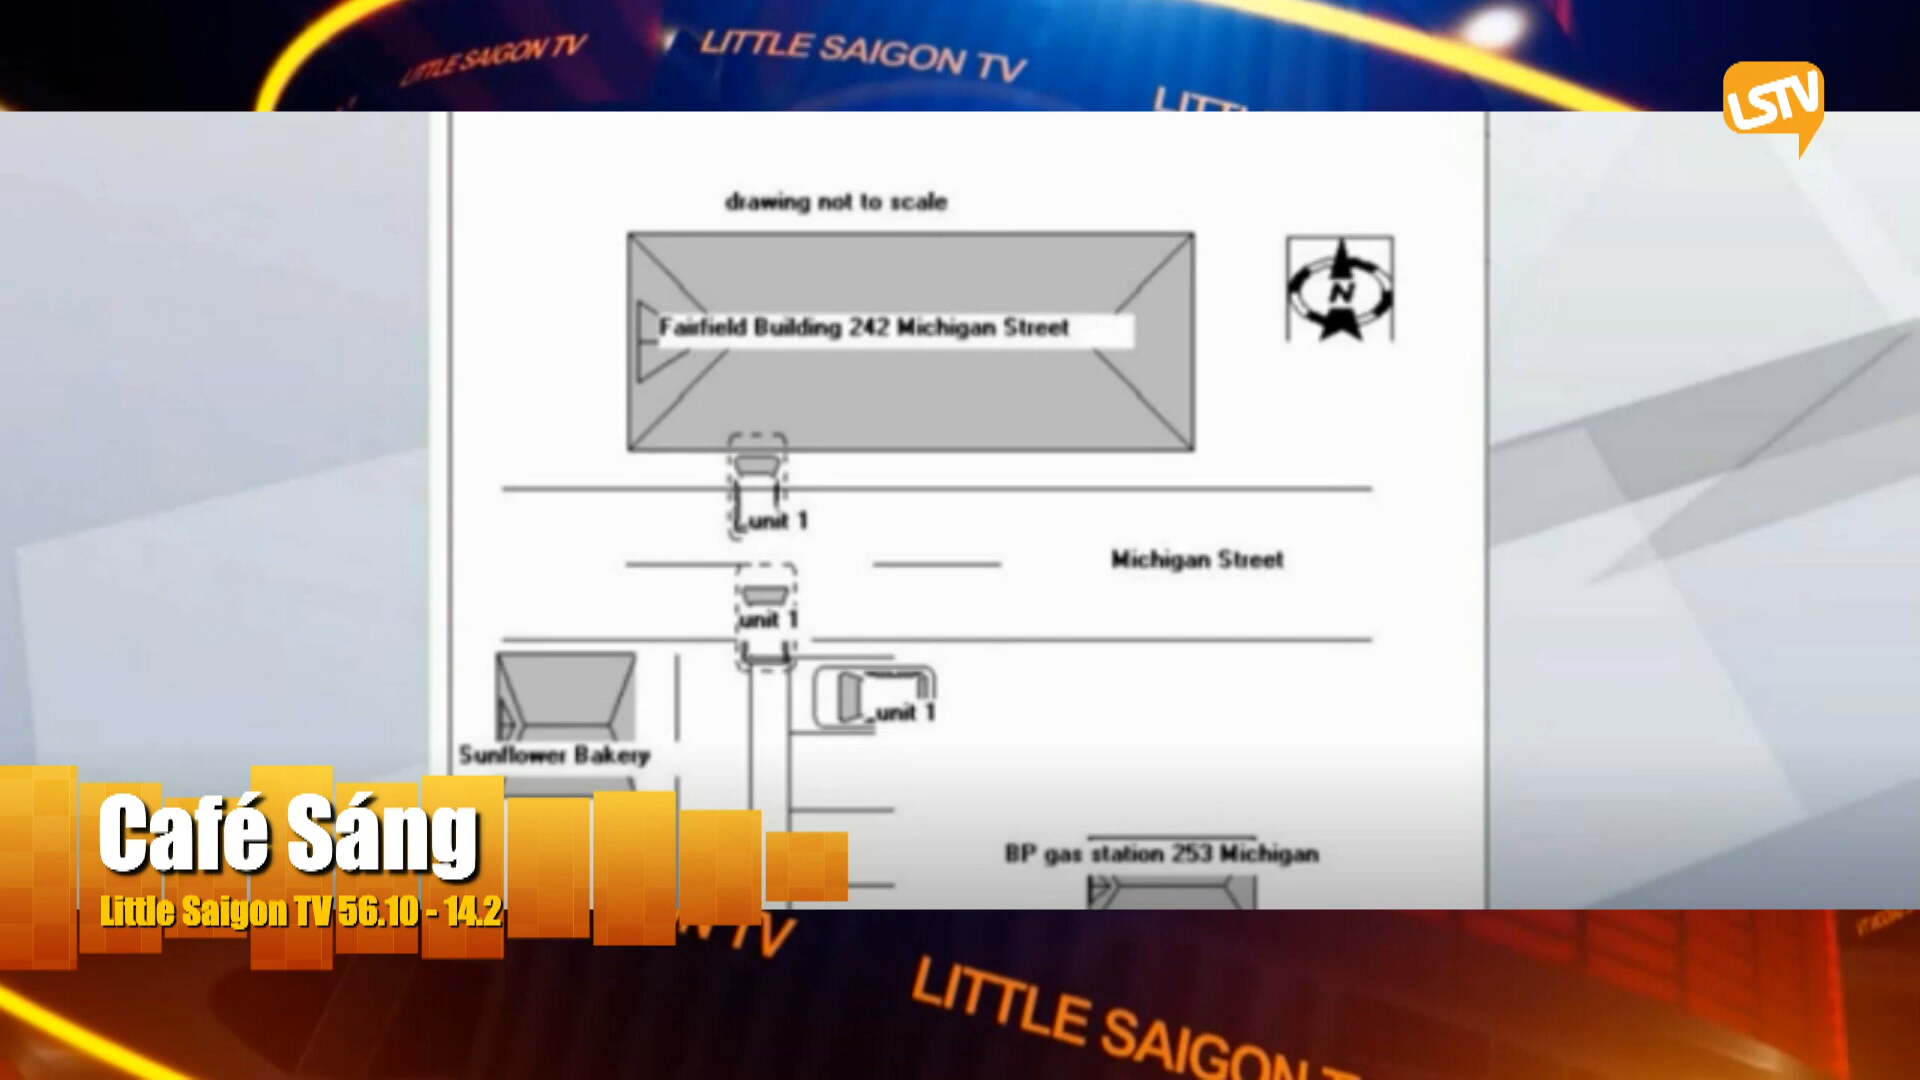 LITTLE SAIGON TV
LITTLE SAIGON TV
LSTV
drawing not to scale
N
Fairfield Building 242 Michigan Street
unit 1
Michigan Street
unit 1
unit 1
Sunflower Bakery
BP gas station 253 Michigan
Café Sáng
Little Saigon TV 56.10 - 14.2
TV
LITTLE SAIGON